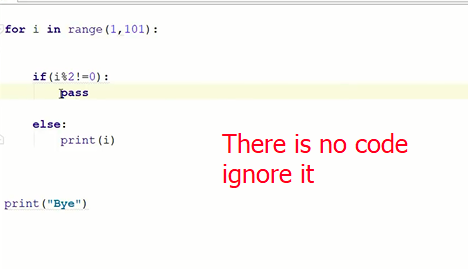 for i in range(1,101):
if(i%2!=0):
pass
else:
print(i)
There is no code
ignore it
print("Bye")